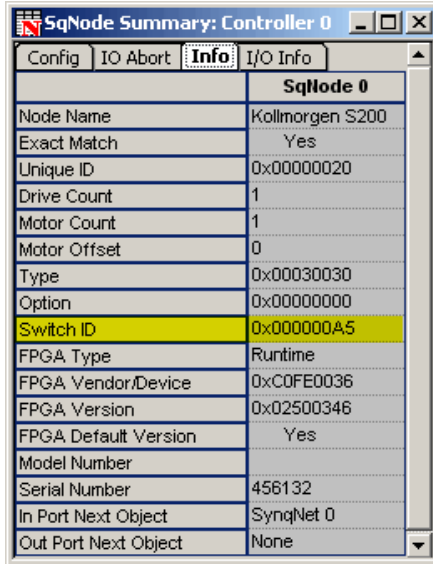 SqNode Summary: Controller 0
Config IO Abort Info I/O Info
SqNode 0
Node Name Kollmorgen S200
Exact Match Yes
Unique ID 0x00000020
Drive Count 1
Motor Count 1
Motor Offset 0
Type 0x00030030
Option 0x00000000
Switch ID 0x000000A5
FPGA Type Runtime
FPGA Vendor/Device 0xC0FE0036
FPGA Version 0x02500346
FPGA Default Version Yes
Model Number
Serial Number 456132
In Port Next Object SynqNet 0
Out Port Next Object None